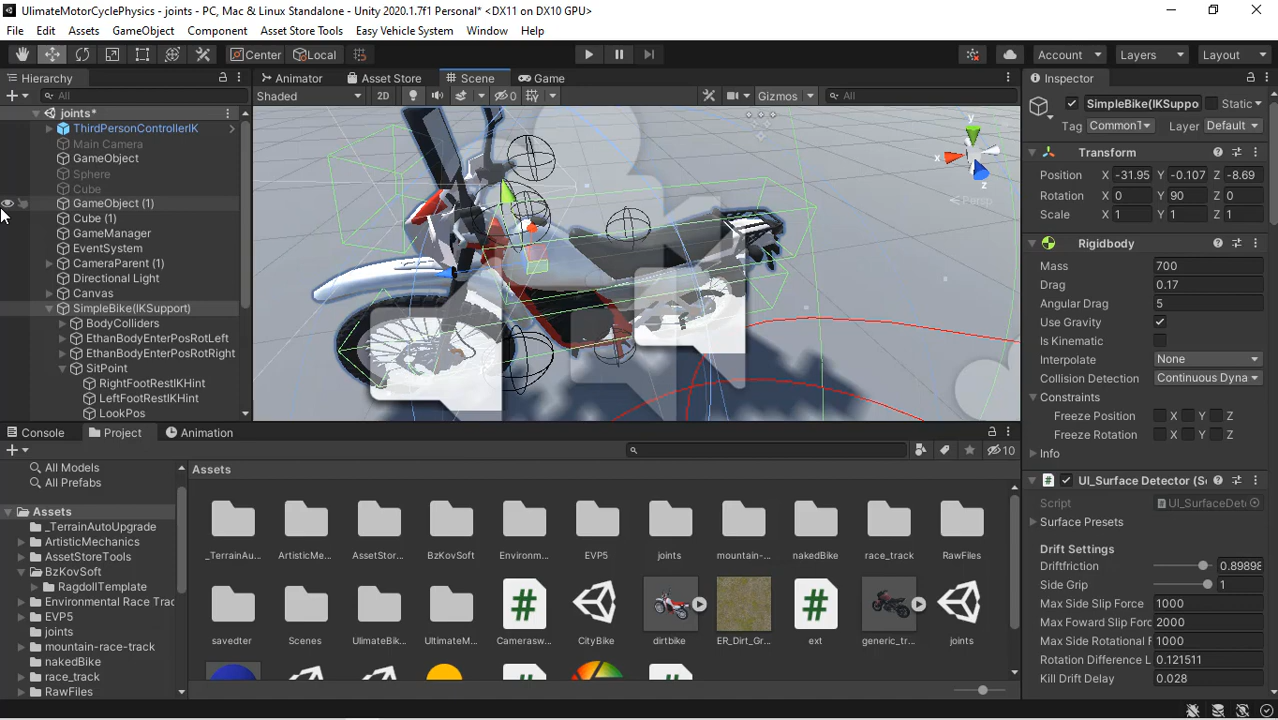 UlimateMotorCyclePhysics - joints - PC, Mac & Linux Standalone - Unity 2020.1.7f1 Personal* <DX11 on DX10 GPU>
File Edit Assets GameObject Component Asset Store Tools Easy Vehicle System Window Help
Center Local Account Layers Layout
Hierarchy Animator Asset Store Scene Game Inspector
All Shaded 2D 0 Gizmos All
joints*
ThirdPersonControllerIK
Main Camera
GameObject
Sphere
Cube
GameObject (1)
Cube (1)
GameManager
EventSystem
CameraParent (1)
Directional Light
Canvas
SimpleBike(IKSupport)
BodyColliders
EthanBodyEnterPosRotLeft
EthanBodyEnterPosRotRight
SitPoint
RightFootRestIKHint
LeftFootRestIKHint
LookPos
y
x
z
Persp
SimpleBike(IKSuppo Static
Tag CommonT Layer Default
Transform
Position X -31.95 Y -0.107 Z -8.69
Rotation X 0 Y 90 Z 0
Scale X 1 Y 1 Z 1
Rigidbody
Mass 700
Drag 0.17
Angular Drag 5
Use Gravity
Is Kinematic
Interpolate None
Collision Detection Continuous Dyna
Constraints
Freeze Position X Y Z
Freeze Rotation X Y Z
Info
UI_Surface Detector (Sc
Script UI_SurfaceDete
Surface Presets
Drift Settings
Driftfriction 0.89898
Side Grip 1
Max Side Slip Force 1000
Max Foward Slip Forc 2000
Max Side Rotational F 1000
Rotation Difference L 0.121511
Kill Drift Delay 0.028
Console Project Animation
10
All Models
All Prefabs
Assets
_TerrainAutoUpgrade
ArtisticMechanics
AssetStoreTools
BzKovSoft
RagdollTemplate
Environmental Race Trac
EVP5
joints
mountain-race-track
nakedBike
race_track
RawFiles
Assets
_TerrainAu... ArtisticMe... AssetStor... BzKovSoft Environm... EVP5 joints mountain-... nakedBike race_track RawFiles
savedter Scenes UlimateBik... UltimateM... Camerasw... CityBike dirtbike ER_Dirt_Gr... ext generic_tr... joints